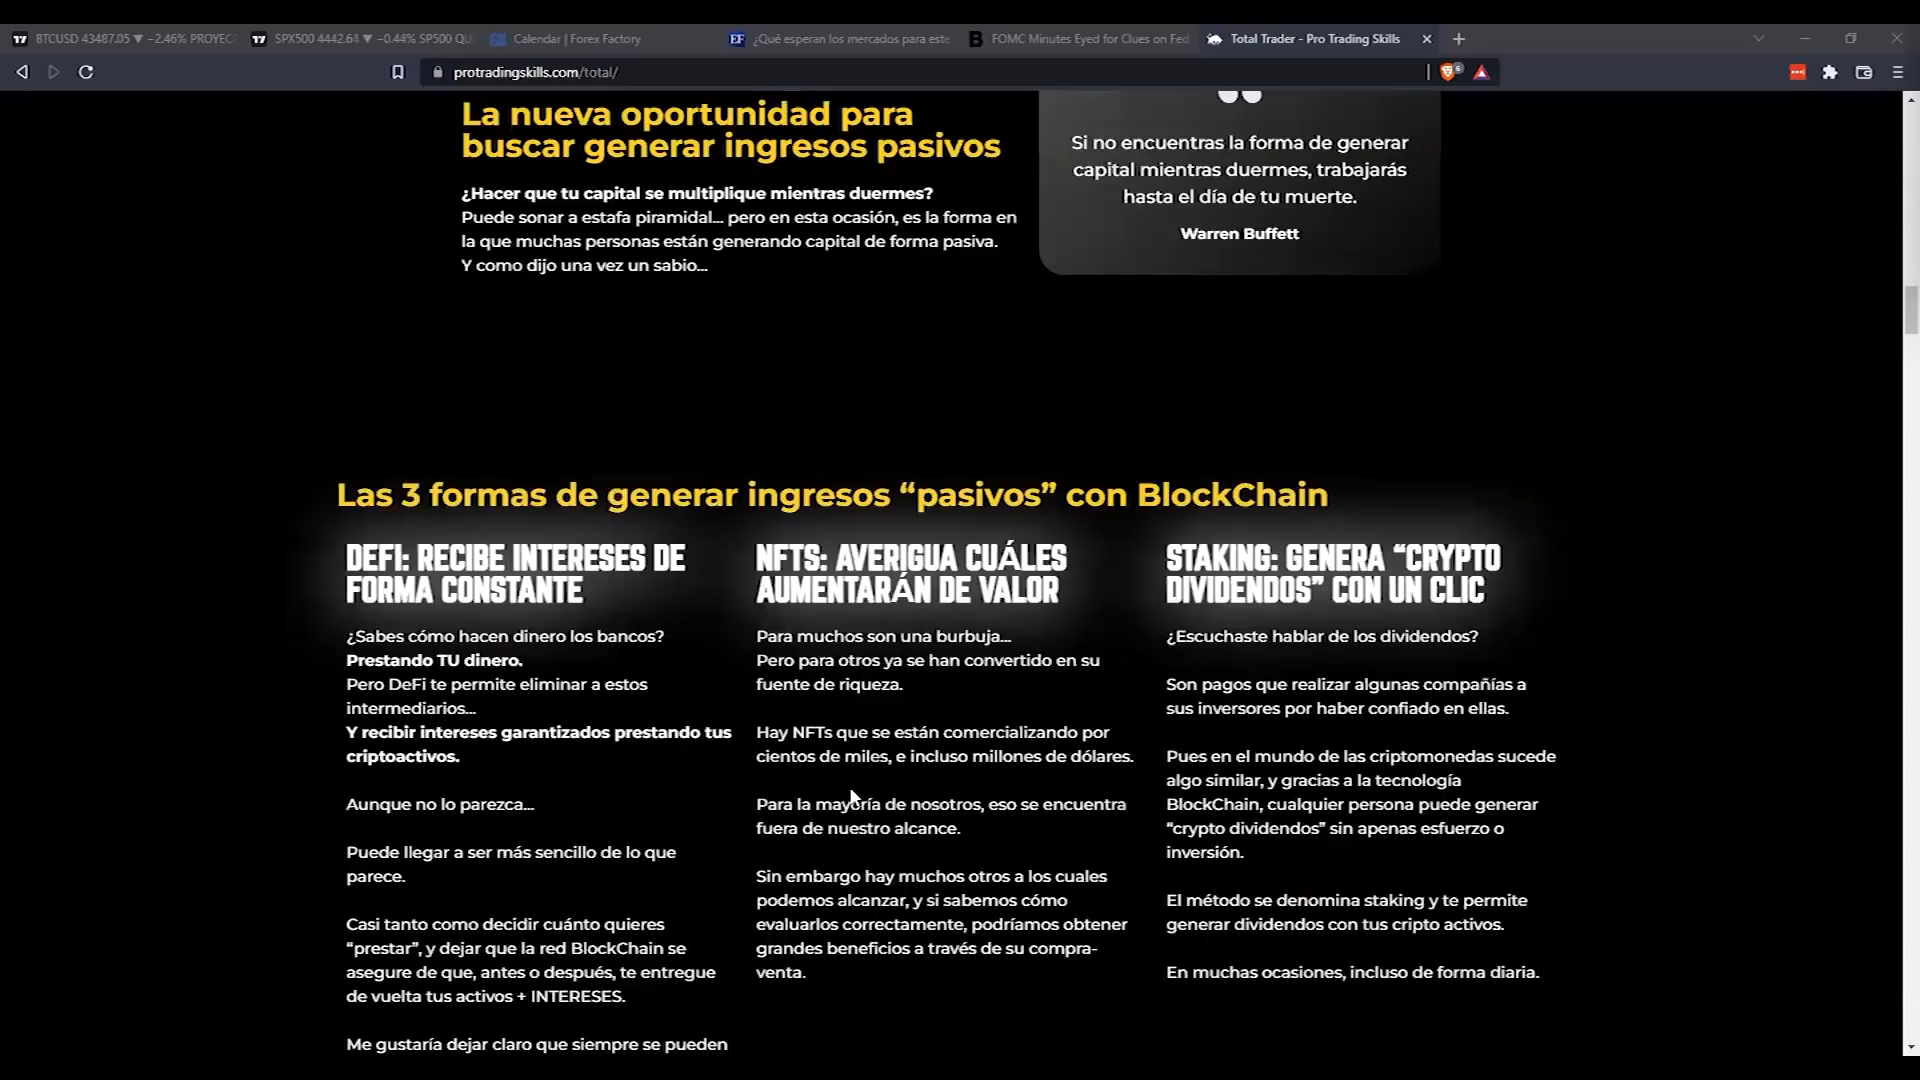 BTCUSD 43487.05 ▼ −2.46% PROYEC
SPX500 4442.61 ▼ −0.44% SP500 QU
Calendar | Forex Factory
¿Qué esperan los mercados para este
FOMC Minutes Eyed for Clues on Fed
Total Trader - Pro Trading Skills
protradingskills.com/total/
La nueva oportunidad para
buscar generar ingresos pasivos
¿Hacer que tu capital se multiplique mientras duermes?
Puede sonar a estafa piramidal... pero en esta ocasión, es la forma en
la que muchas personas están generando capital de forma pasiva.
Y como dijo una vez un sabio...
Si no encuentras la forma de generar
capital mientras duermes, trabajarás
hasta el día de tu muerte.
Warren Buffett
Las 3 formas de generar ingresos “pasivos” con BlockChain
DEFI: RECIBE INTERESES DE
FORMA CONSTANTE
¿Sabes cómo hacen dinero los bancos?
Prestando TU dinero.
Pero DeFi te permite eliminar a estos
intermediarios...
Y recibir intereses garantizados prestando tus
criptoactivos.
Aunque no lo parezca...
Puede llegar a ser más sencillo de lo que
parece.
Casi tanto como decidir cuánto quieres
“prestar”, y dejar que la red BlockChain se
asegure de que, antes o después, te entregue
de vuelta tus activos + INTERESES.
Me gustaría dejar claro que siempre se pueden
NFTS: AVERIGUA CUÁLES
AUMENTARÁN DE VALOR
Para muchos son una burbuja...
Pero para otros ya se han convertido en su
fuente de riqueza.
Hay NFTs que se están comercializando por
cientos de miles, e incluso millones de dólares.
Para la mayoría de nosotros, eso se encuentra
fuera de nuestro alcance.
Sin embargo hay muchos otros a los cuales
podemos alcanzar, y si sabemos cómo
evaluarlos correctamente, podríamos obtener
grandes beneficios a través de su compra-
venta.
STAKING: GENERA “CRYPTO
DIVIDENDOS” CON UN CLIC
¿Escuchaste hablar de los dividendos?
Son pagos que realizar algunas compañías a
sus inversores por haber confiado en ellas.
Pues en el mundo de las criptomonedas sucede
algo similar, y gracias a la tecnología
BlockChain, cualquier persona puede generar
“crypto dividendos” sin apenas esfuerzo o
inversión.
El método se denomina staking y te permite
generar dividendos con tus cripto activos.
En muchas ocasiones, incluso de forma diaria.